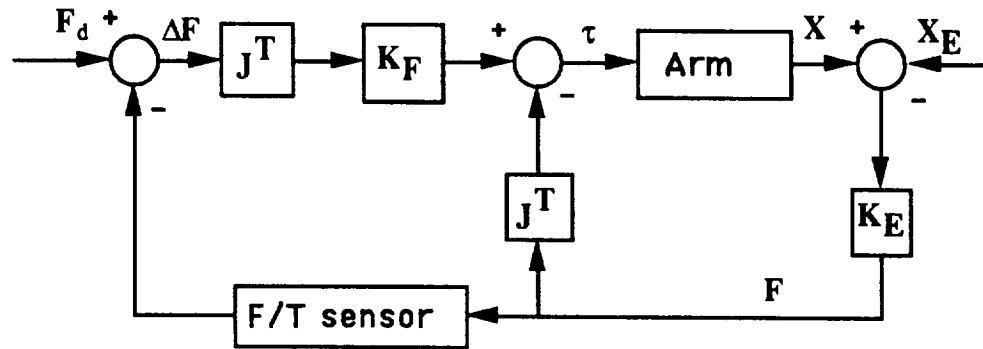 F_d + ΔF J^T K_F + τ Arm X + X_E
- - -
J^T K_E
F/T sensor F